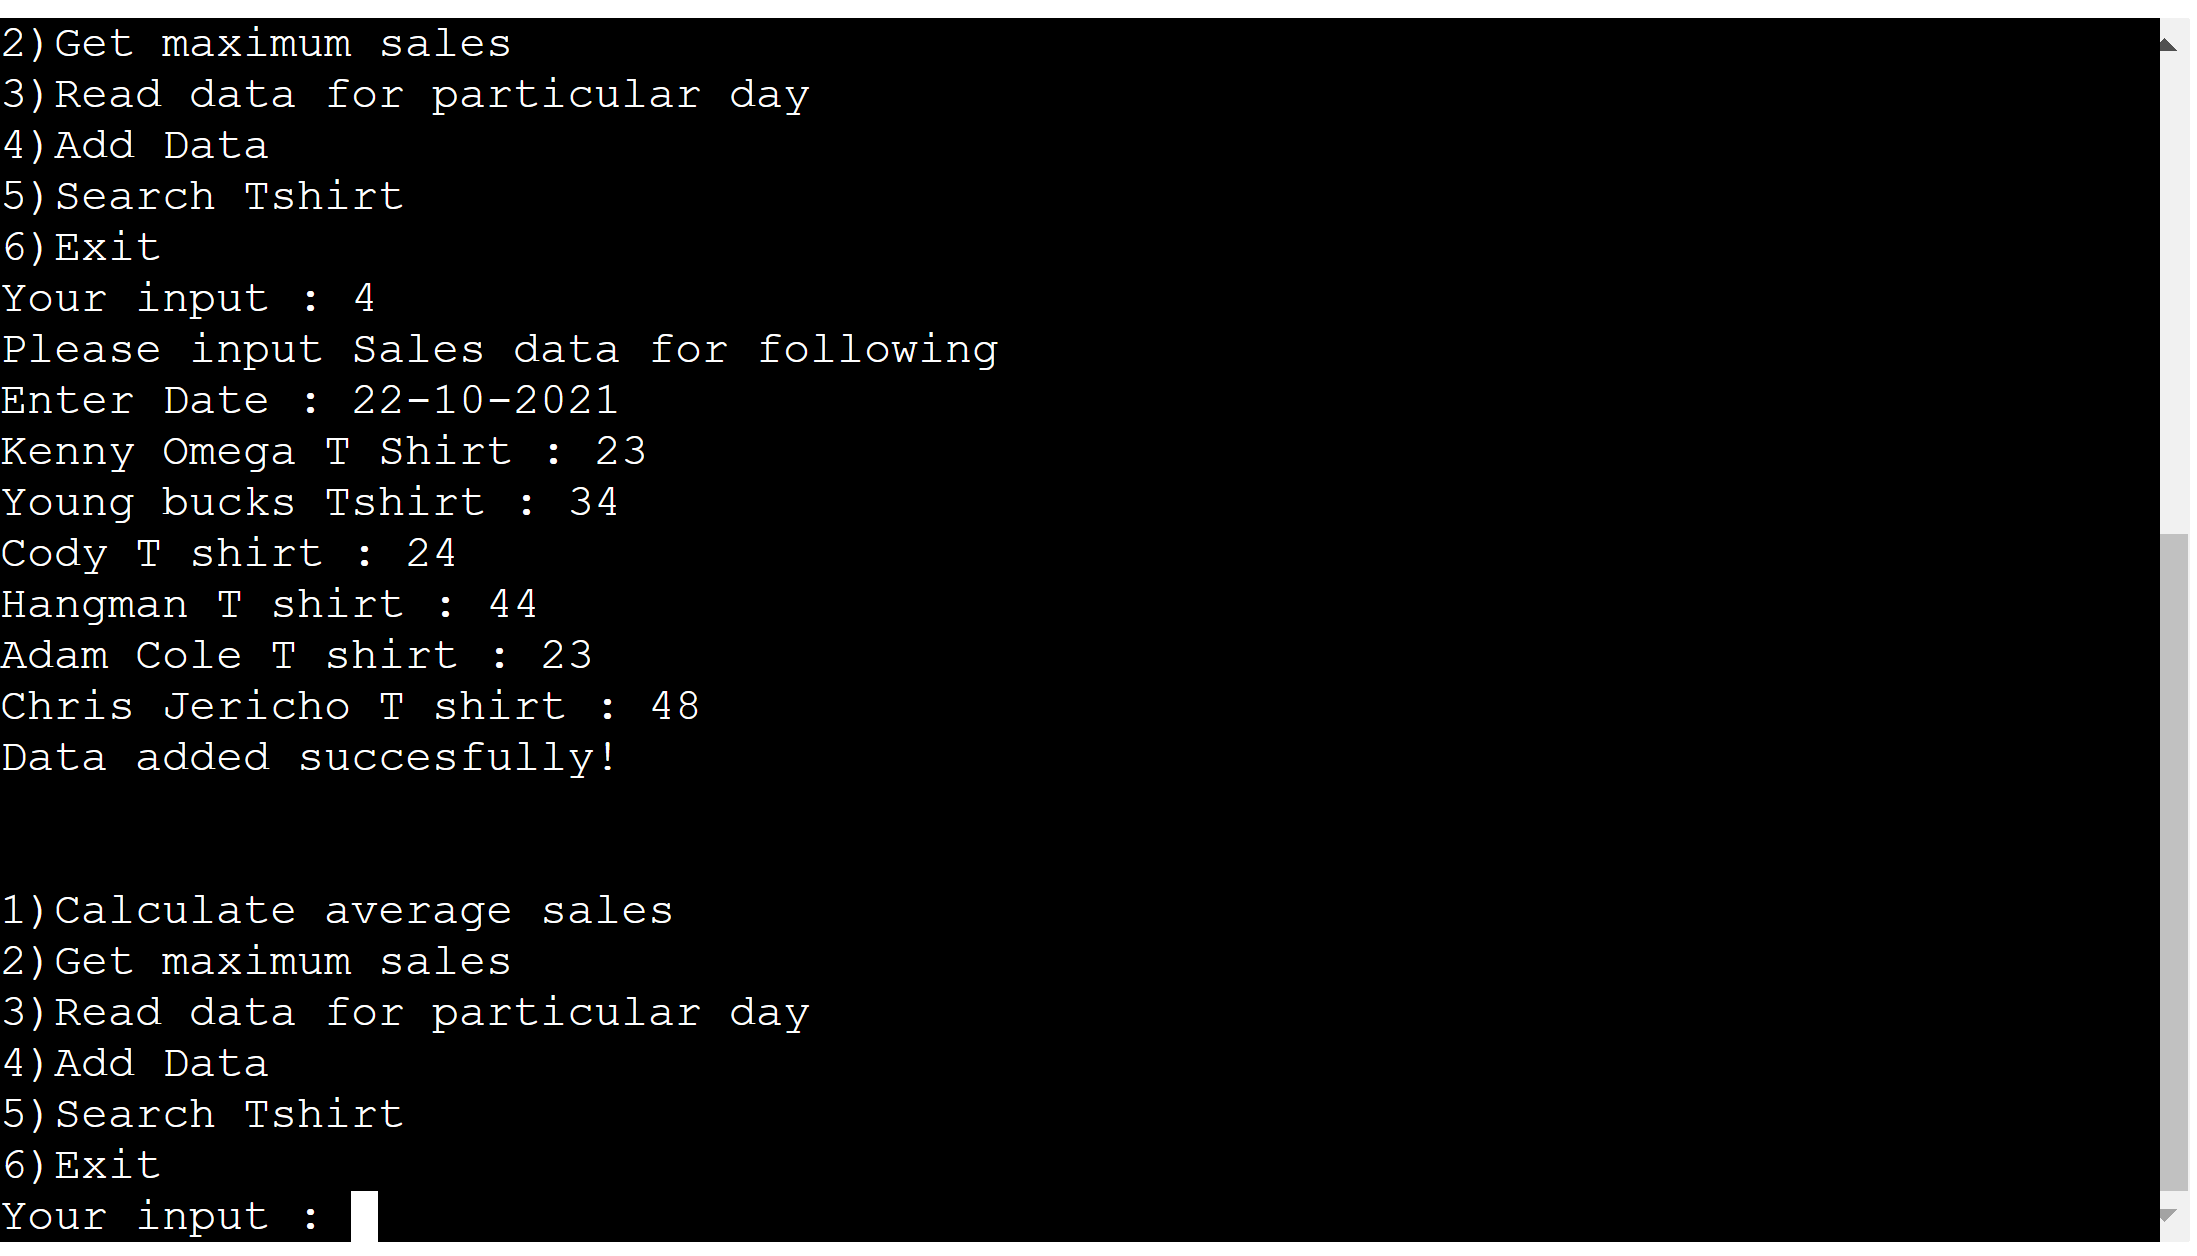 2)Get maximum sales
3)Read data for particular day
4)Add Data
5)Search Tshirt
6)Exit
Your input : 4
Please input Sales data for following
Enter Date : 22-10-2021
Kenny Omega T Shirt : 23
Young bucks Tshirt : 34
Cody T shirt : 24
Hangman T shirt : 44
Adam Cole T shirt : 23
Chris Jericho T shirt : 48
Data added succesfully!
1)Calculate average sales
2)Get maximum sales
3)Read data for particular day
4)Add Data
5)Search Tshirt
6)Exit
Your input :